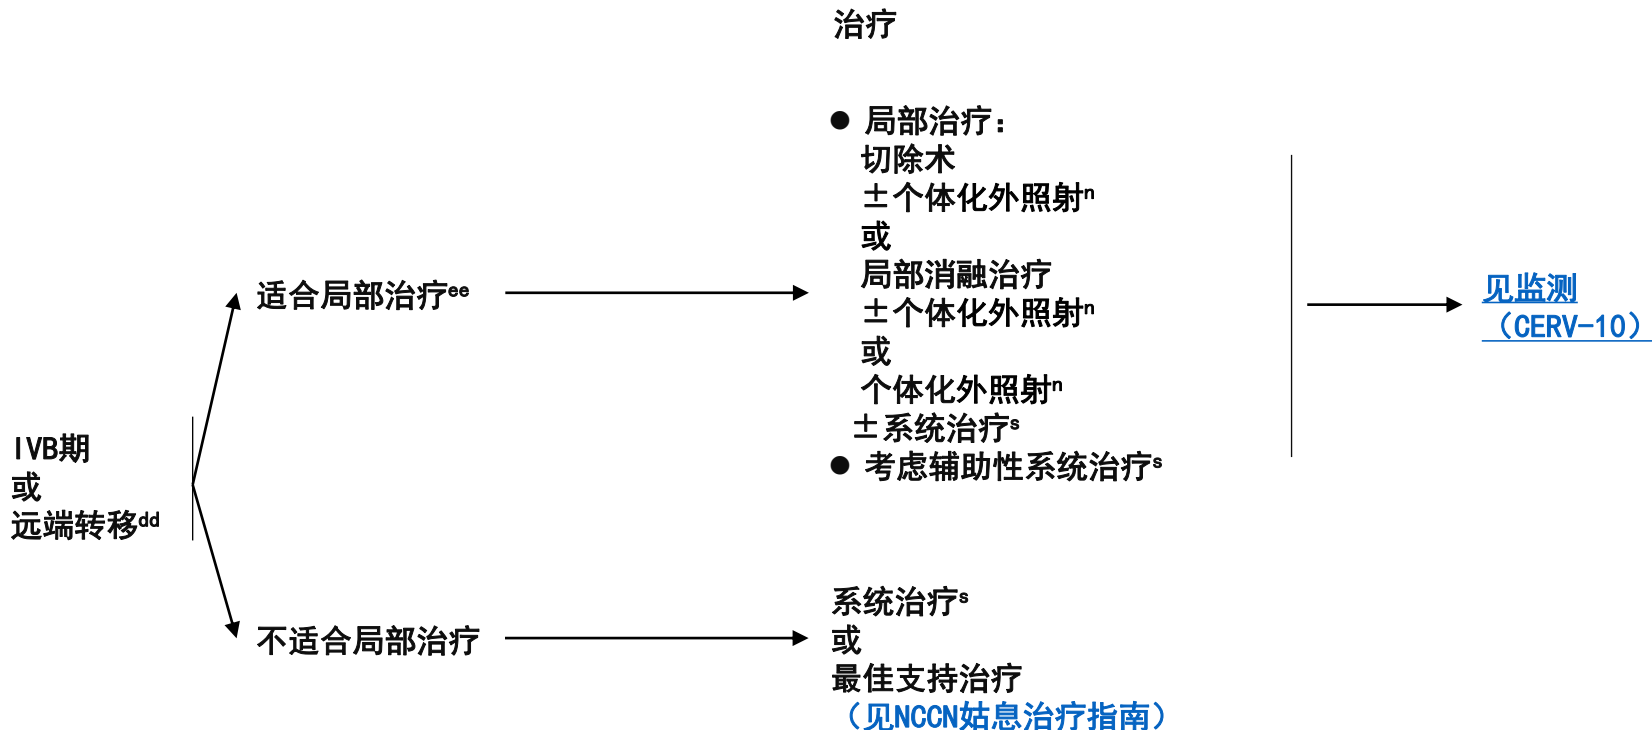 治疗
● 局部治疗：
切除术
±个体化外照射ⁿ
或
局部消融治疗
±个体化外照射ⁿ
或
个体化外照射ⁿ
±系统治疗ˢ
● 考虑辅助性系统治疗ˢ
适合局部治疗ᵉᵉ
见监测
（CERV-10）
IVB期
或
远端转移ᵈᵈ
不适合局部治疗
系统治疗ˢ
或
最佳支持治疗
（见NCCN姑息治疗指南）